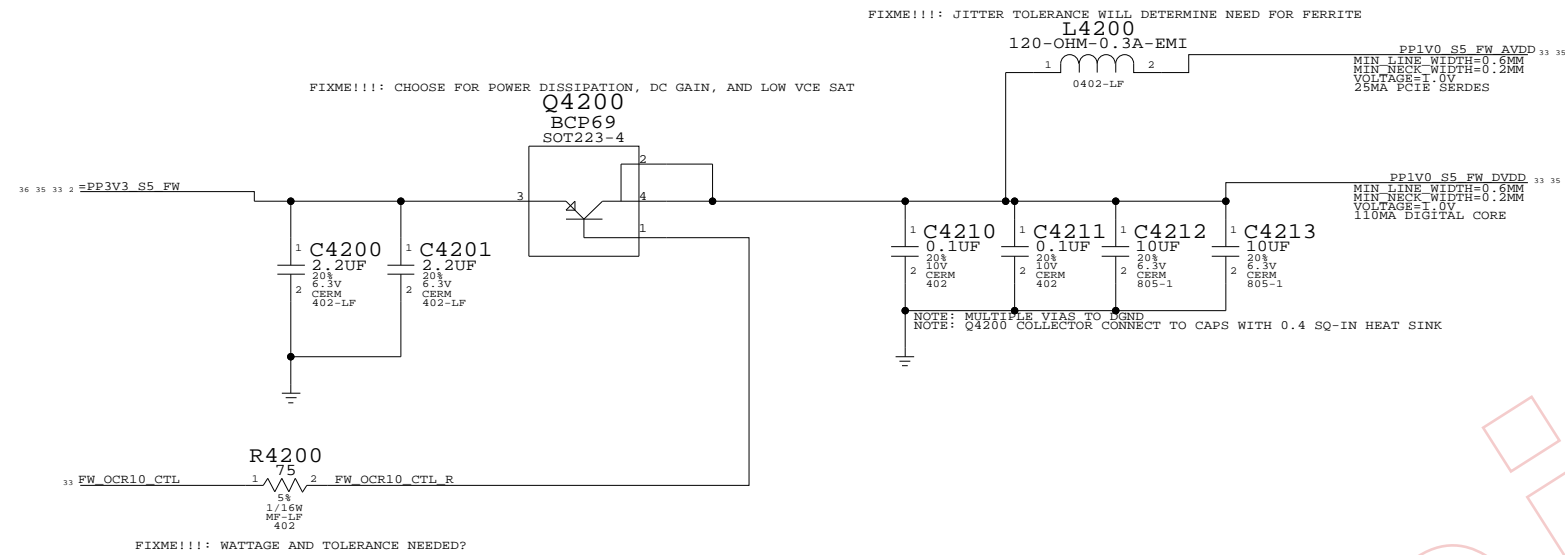 FIXME!!!: JITTER TOLERANCE WILL DETERMINE NEED FOR FERRITE
L4200
120-OHM-0.3A-EMI
1 2
0402-LF
PP1V0_S5_FW_AVDD 33 35
MIN_LINE_WIDTH=0.6MM
MIN_NECK_WIDTH=0.2MM
VOLTAGE=1.0V
25MA PCIE SERDES
FIXME!!!: CHOOSE FOR POWER DISSIPATION, DC GAIN, AND LOW VCE SAT
Q4200
BCP69
SOT223-4
2
3 4
1
36 35 33 2 =PP3V3_S5_FW
PP1V0_S5_FW_DVDD 33 35
MIN_LINE_WIDTH=0.6MM
MIN_NECK_WIDTH=0.2MM
VOLTAGE=1.0V
110MA DIGITAL CORE
1 C4200
2.2UF
20%
6.3V
2 CERM
402-LF
1 C4201
2.2UF
20%
6.3V
2 CERM
402-LF
1 C4210
0.1UF
20%
10V
2 CERM
402
1 C4211
0.1UF
20%
10V
2 CERM
402
1 C4212
10UF
20%
6.3V
2 CERM
805-1
1 C4213
10UF
20%
6.3V
2 CERM
805-1
NOTE: MULTIPLE VIAS TO DGND
NOTE: Q4200 COLLECTOR CONNECT TO CAPS WITH 0.4 SQ-IN HEAT SINK
R4200
75
33 FW_OCR10_CTL 1 2 FW_OCR10_CTL_R
5%
1/16W
MF-LF
402
FIXME!!!: WATTAGE AND TOLERANCE NEEDED?